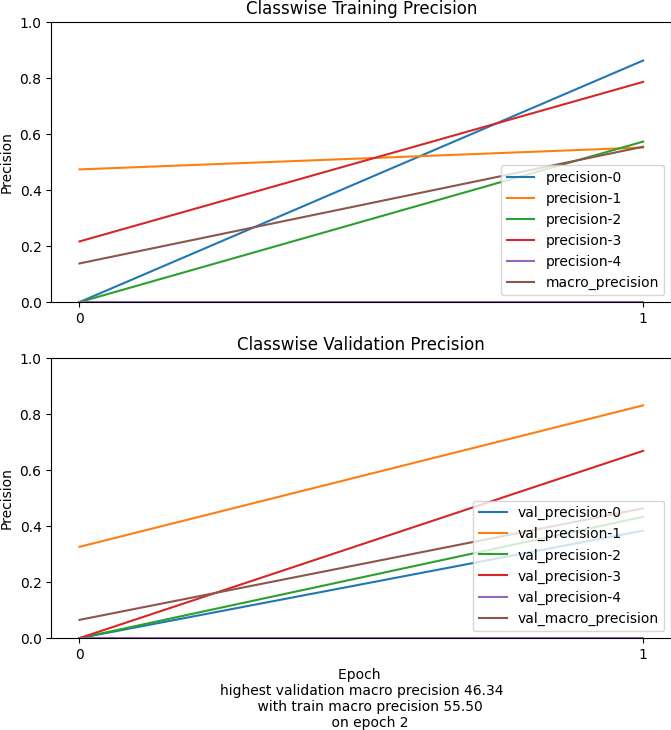 Classwise Training Precision
1.0
0.8
0.6
0.4
0.2
0.0
Precision
precision-0
precision-1
precision-2
precision-3
precision-4
macro_precision
0 1
Classwise Validation Precision
1.0
0.8
0.6
0.4
0.2
0.0
Precision
val_precision-0
val_precision-1
val_precision-2
val_precision-3
val_precision-4
val_macro_precision
0 1
Epoch
highest validation macro precision 46.34
with train macro precision 55.50
on epoch 2